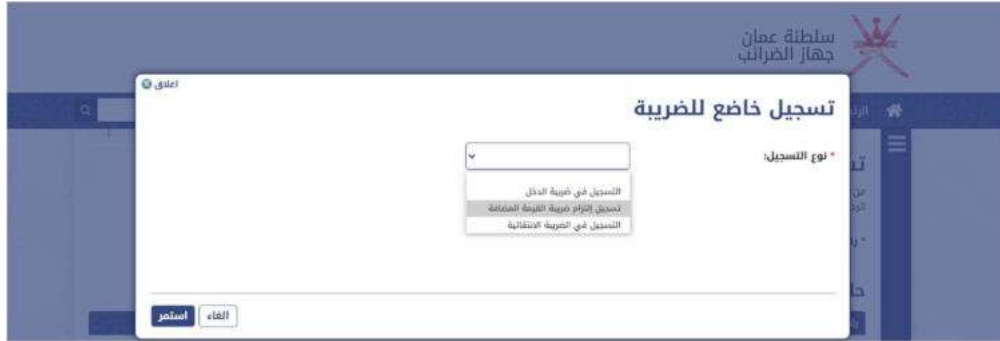 سلطنة عمان
جهاز الضرائب
اغلاق
تسجيل خاضع للضريبة
* نوع التسجيل:
التسجيل في ضريبة الدخل
تسجيل إلتزام ضريبة القيمة المضافة
التسجيل في الضريبة الانتقائية
الغاء
استمر